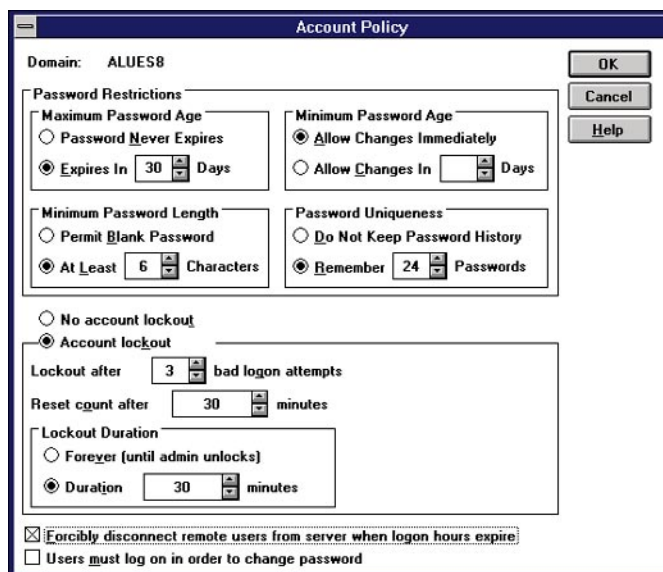 Account Policy
Domain: ALUES8
OK
Cancel
Help
Password Restrictions
Maximum Password Age
Password Never Expires
Expires In 30 Days
Minimum Password Age
Allow Changes Immediately
Allow Changes In Days
Minimum Password Length
Permit Blank Password
At Least 6 Characters
Password Uniqueness
Do Not Keep Password History
Remember 24 Passwords
No account lockout
Account lockout
Lockout after 3 bad logon attempts
Reset count after 30 minutes
Lockout Duration
Forever (until admin unlocks)
Duration 30 minutes
Forcibly disconnect remote users from server when logon hours expire
Users must log on in order to change password